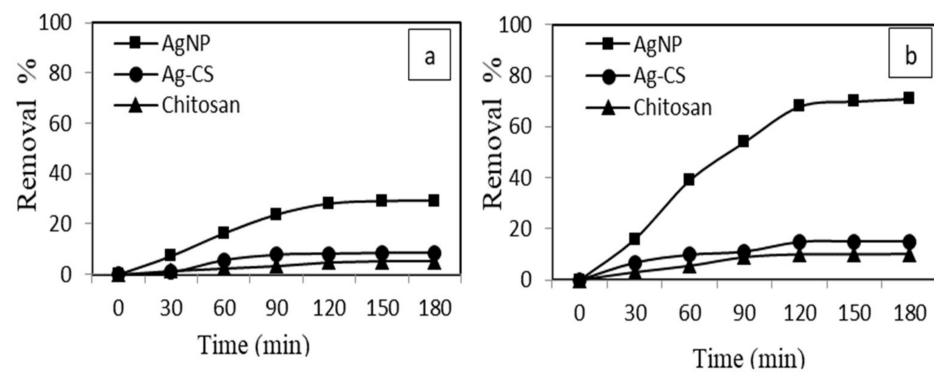 100
80
60
40
20
0
Removal %
AgNP
Ag-CS
Chitosan
a
0 30 60 90 120 150 180
Time (min)
100
80
60
40
20
0
Removal %
AgNP
Ag-CS
Chitosan
b
0 30 60 90 120 150 180
Time (min)